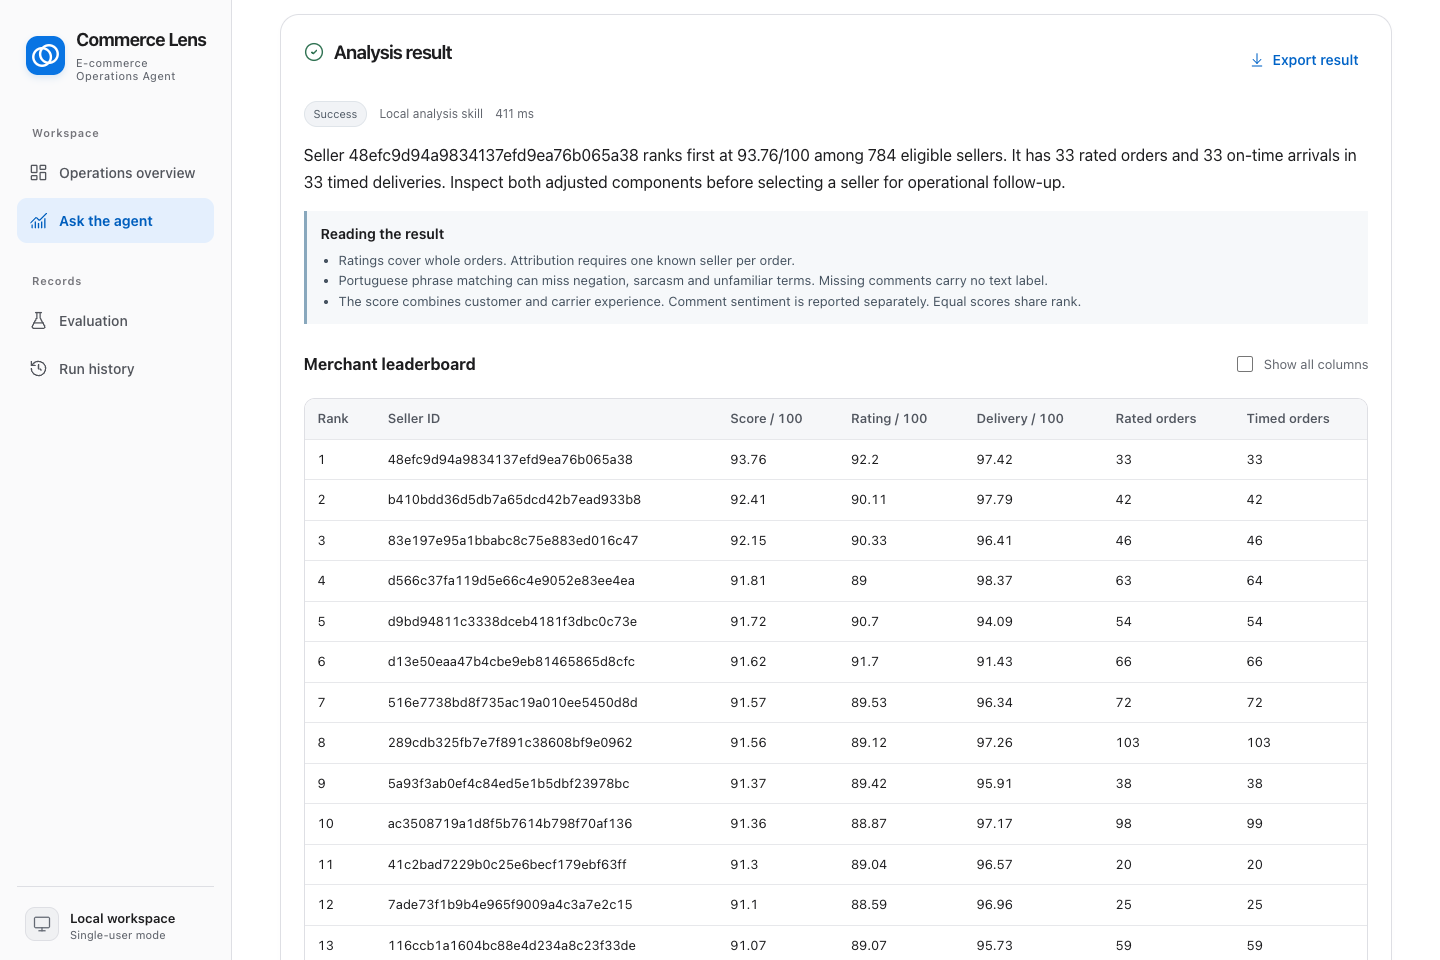 Commerce Lens
E-commerce
Operations Agent
Workspace
Operations overview
Ask the agent
Records
Evaluation
Run history
Local workspace
Single-user mode
Analysis result
Export result
Success Local analysis skill 411 ms
Seller 48efc9d94a9834137efd9ea76b065a38 ranks first at 93.76/100 among 784 eligible sellers. It has 33 rated orders and 33 on-time arrivals in
33 timed deliveries. Inspect both adjusted components before selecting a seller for operational follow-up.
Reading the result
• Ratings cover whole orders. Attribution requires one known seller per order.
• Portuguese phrase matching can miss negation, sarcasm and unfamiliar terms. Missing comments carry no text label.
• The score combines customer and carrier experience. Comment sentiment is reported separately. Equal scores share rank.
Merchant leaderboard
Show all columns
Rank Seller ID Score / 100 Rating / 100 Delivery / 100 Rated orders Timed orders
1 48efc9d94a9834137efd9ea76b065a38 93.76 92.2 97.42 33 33
2 b410bdd36d5db7a65dcd42b7ead933b8 92.41 90.11 97.79 42 42
3 83e197e95a1bbabc8c75e883ed016c47 92.15 90.33 96.41 46 46
4 d566c37fa119d5e66c4e9052e83ee4ea 91.81 89 98.37 63 64
5 d9bd94811c3338dceb4181f3dbc0c73e 91.72 90.7 94.09 54 54
6 d13e50eaa47b4cbe9eb81465865d8cfc 91.62 91.7 91.43 66 66
7 516e7738bd8f735ac19a010ee5450d8d 91.57 89.53 96.34 72 72
8 289cdb325fb7e7f891c38608bf9e0962 91.56 89.12 97.26 103 103
9 5a93f3ab0ef4c84ed5e1b5dbf23978bc 91.37 89.42 95.91 38 38
10 ac3508719a1d8f5b7614b798f70af136 91.36 88.87 97.17 98 99
11 41c2bad7229b0c25e6becf179ebf63ff 91.3 89.04 96.57 20 20
12 7ade73f1b9b4e965f9009a4c3a7e2c15 91.1 88.59 96.96 25 25
13 116ccb1a1604bc88e4d234a8c23f33de 91.07 89.07 95.73 59 59